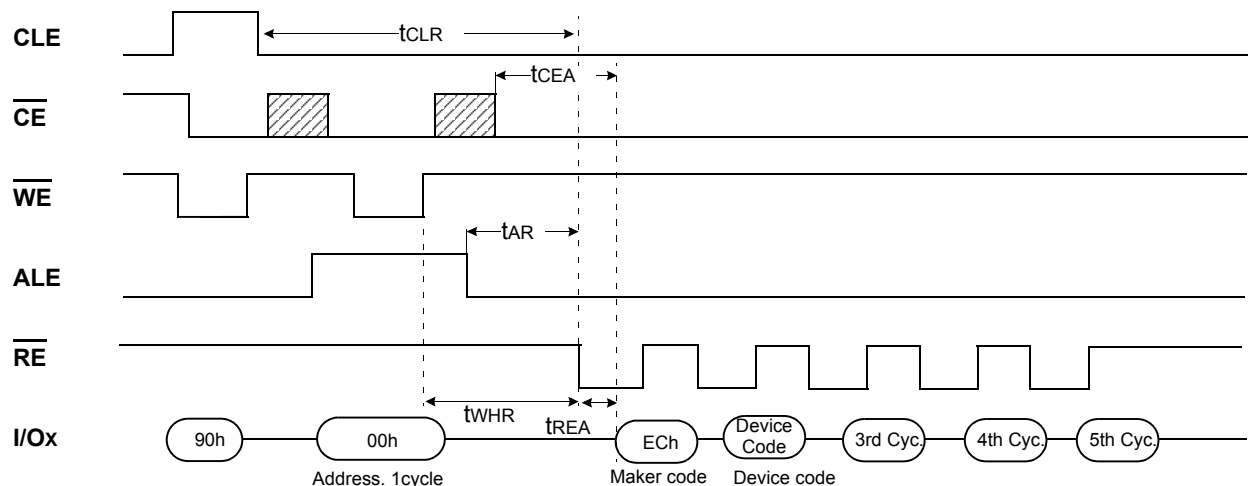 CLE
tCLR
tCEA
CE
WE
tAR
ALE
RE
tWHR
tREA
I/Ox
90h
00h
ECh
Device
Code
3rd Cyc.
4th Cyc.
5th Cyc.
Address. 1cycle
Maker code
Device code